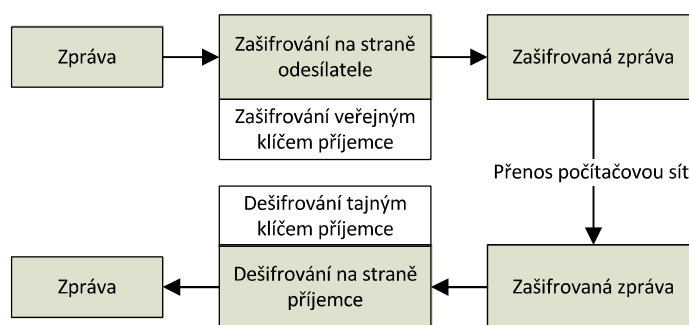 Zpráva
Zašifrování na straně
odesílatele
Zašifrování veřejným
klíčem příjemce
Zašifrovaná zpráva
Přenos počítačovou sít
Dešifrování tajným
klíčem příjemce
Zpráva
Dešifrování na straně
příjemce
Zašifrovaná zpráva